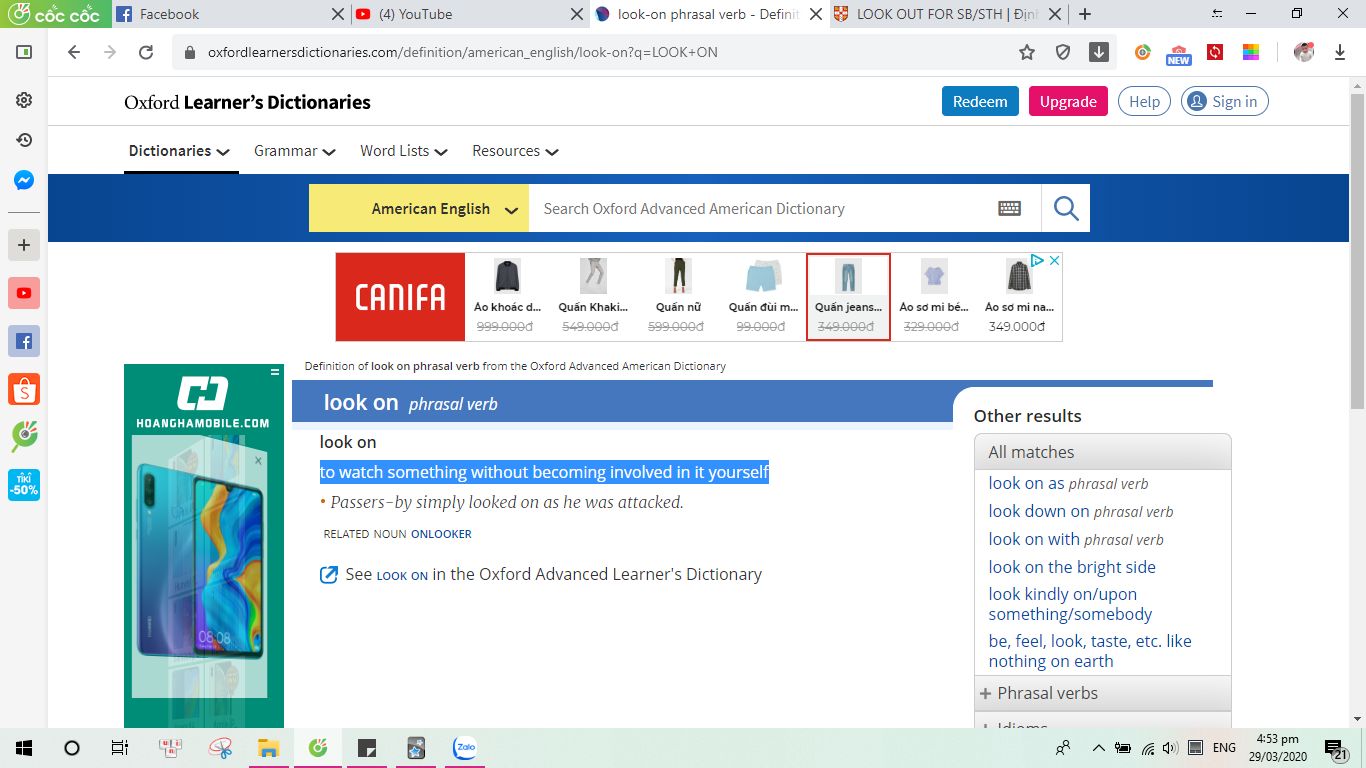 cốc cốc
Facebook
(4) YouTube
look-on phrasal verb - Definit
LOOK OUT FOR SB/STH | Định
oxfordlearnersdictionaries.com/definition/american_english/look-on?q=LOOK+ON
NEW
Oxford Learner's Dictionaries
Redeem
Upgrade
Help
Sign in
Dictionaries
Grammar
Word Lists
Resources
American English
Search Oxford Advanced American Dictionary
CANIFA
Áo khoác d...
Quần Khaki...
Quần nữ
Quần đùi m...
Quần jeans...
Áo sơ mi bé...
Áo sơ mi na...
999.000đ
549.000đ
599.000đ
99.000đ
349.000đ
329.000đ
349.000đ
Definition of look on phrasal verb from the Oxford Advanced American Dictionary
HOANGHAMOBILE.COM
08:08
HUAWEI
look on phrasal verb
look on
to watch something without becoming involved in it yourself
• Passers-by simply looked on as he was attacked.
RELATED NOUN ONLOOKER
See LOOK ON in the Oxford Advanced Learner's Dictionary
Other results
All matches
look on as phrasal verb
look down on phrasal verb
look on with phrasal verb
look on the bright side
look kindly on/upon
something/somebody
be, feel, look, taste, etc. like
nothing on earth
+ Phrasal verbs
+ Idioms
TIKI
-50%
Zalo
ENG
4:53 pm
29/03/2020
21